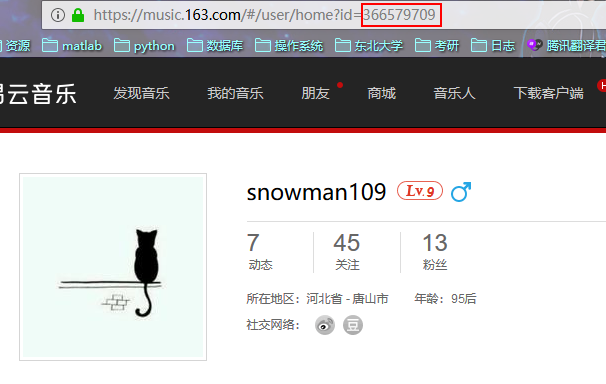 https://music.163.com/#/user/home?id=366579709
资源 matlab python 数据库 操作系统 东北大学 考研 日志 腾讯翻译君
易云音乐 发现音乐 我的音乐 朋友 商城 音乐人 下载客户端
snowman109 Lv.9
7 45 13
动态 关注 粉丝
所在地区：河北省 - 唐山市 年龄：95后
社交网络： 豆